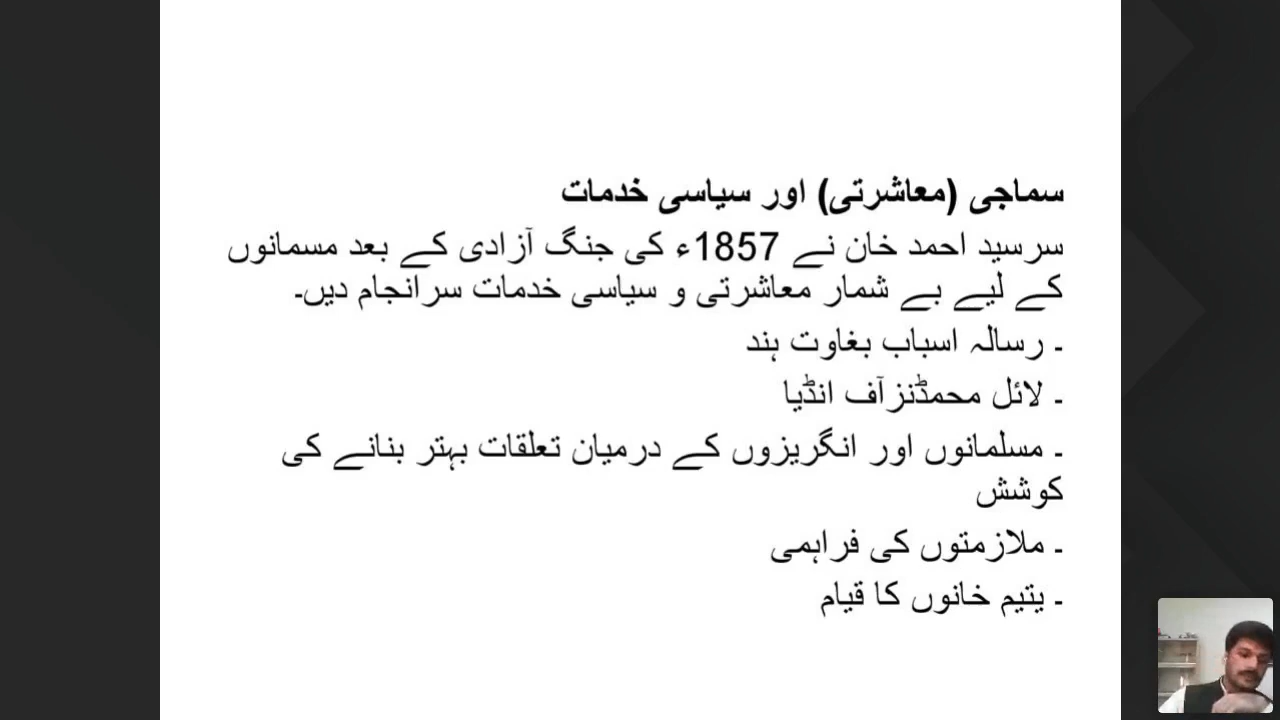 سماجی (معاشرتی) اور سیاسی خدمات
سرسید احمد خان نے 1857ء کی جنگ آزادی کے بعد مسمانوں
کے لیے بے شمار معاشرتی و سیاسی خدمات سرانجام دیں۔
۔ رسالہ اسباب بغاوت ہند
۔ لائل محمڈنزآف انڈیا
۔ مسلمانوں اور انگریزوں کے درمیان تعلقات بہتر بنانے کی
کوشش
۔ ملازمتوں کی فراہمی
۔ یتیم خانوں کا قیام